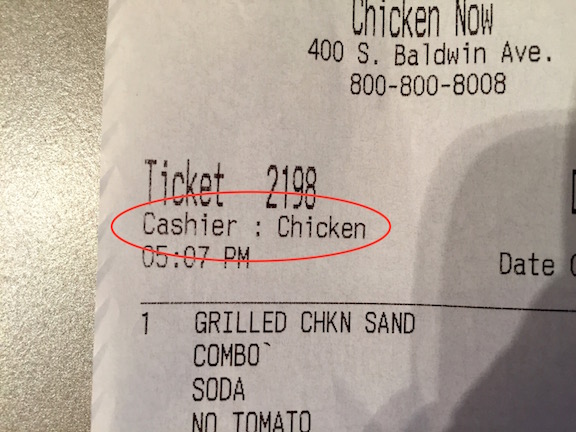 Chicken Now
400 S. Baldwin Ave.
800-800-8008
Ticket 2198
Cashier : Chicken
05:07 PM
Date
1 GRILLED CHKN SAND
COMBO`
SODA
NO TOMATO